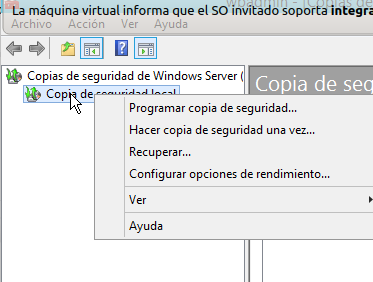 La máquina virtual informa que el SO invitado soporta integra
Archivo Acción Ver Ayuda
Copias de seguridad de Windows Server (
Copia de seguridad local
Copia de seg
Programar copia de seguridad...
Hacer copia de seguridad una vez...
Recuperar...
Configurar opciones de rendimiento...
Ver
Ayuda